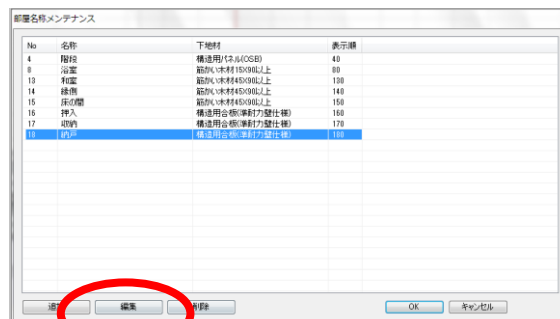 部屋名称メンテナンス
No 名称 下地材 表示順
4 階段 構造用パネル(OSB) 40
8 浴室 筋かい木材15X90以上 80
13 和室 筋かい木材45X90以上 130
14 縁側 筋かい木材45X90以上 140
15 床の間 筋かい木材45X90以上 150
16 押入 構造用合板(準耐力壁仕様) 160
17 収納 構造用合板(準耐力壁仕様) 170
18 納戸 構造用合板(準耐力壁仕様) 180
追 編集 削除 OK キャンセル